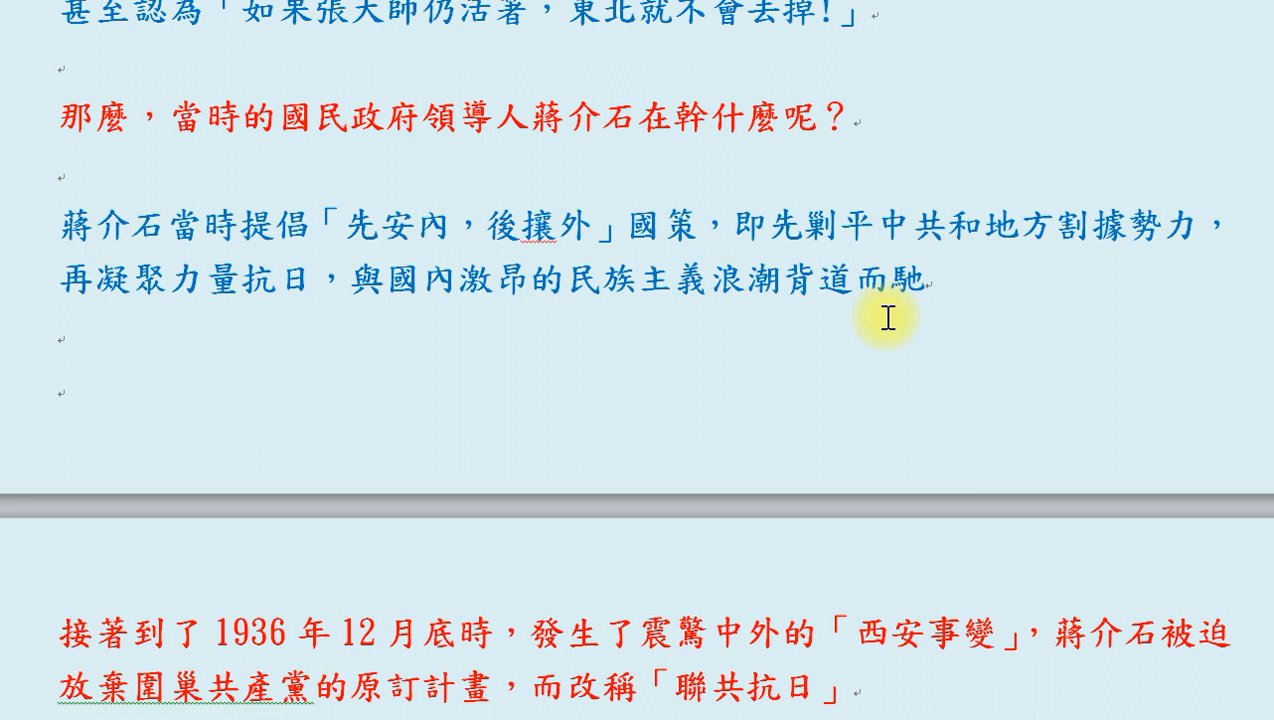 甚至認為「如果張大師仍活著，東北就不會丟掉!」
那麼，當時的國民政府領導人蔣介石在幹什麼呢？
蔣介石當時提倡「先安內，後攘外」國策，即先剿平中共和地方割據勢力，
再凝聚力量抗日，與國內激昂的民族主義浪潮背道而馳
接著到了 1936 年 12 月底時，發生了震驚中外的「西安事變」，蔣介石被迫
放棄圍巢共產黨的原訂計畫，而改稱「聯共抗日」